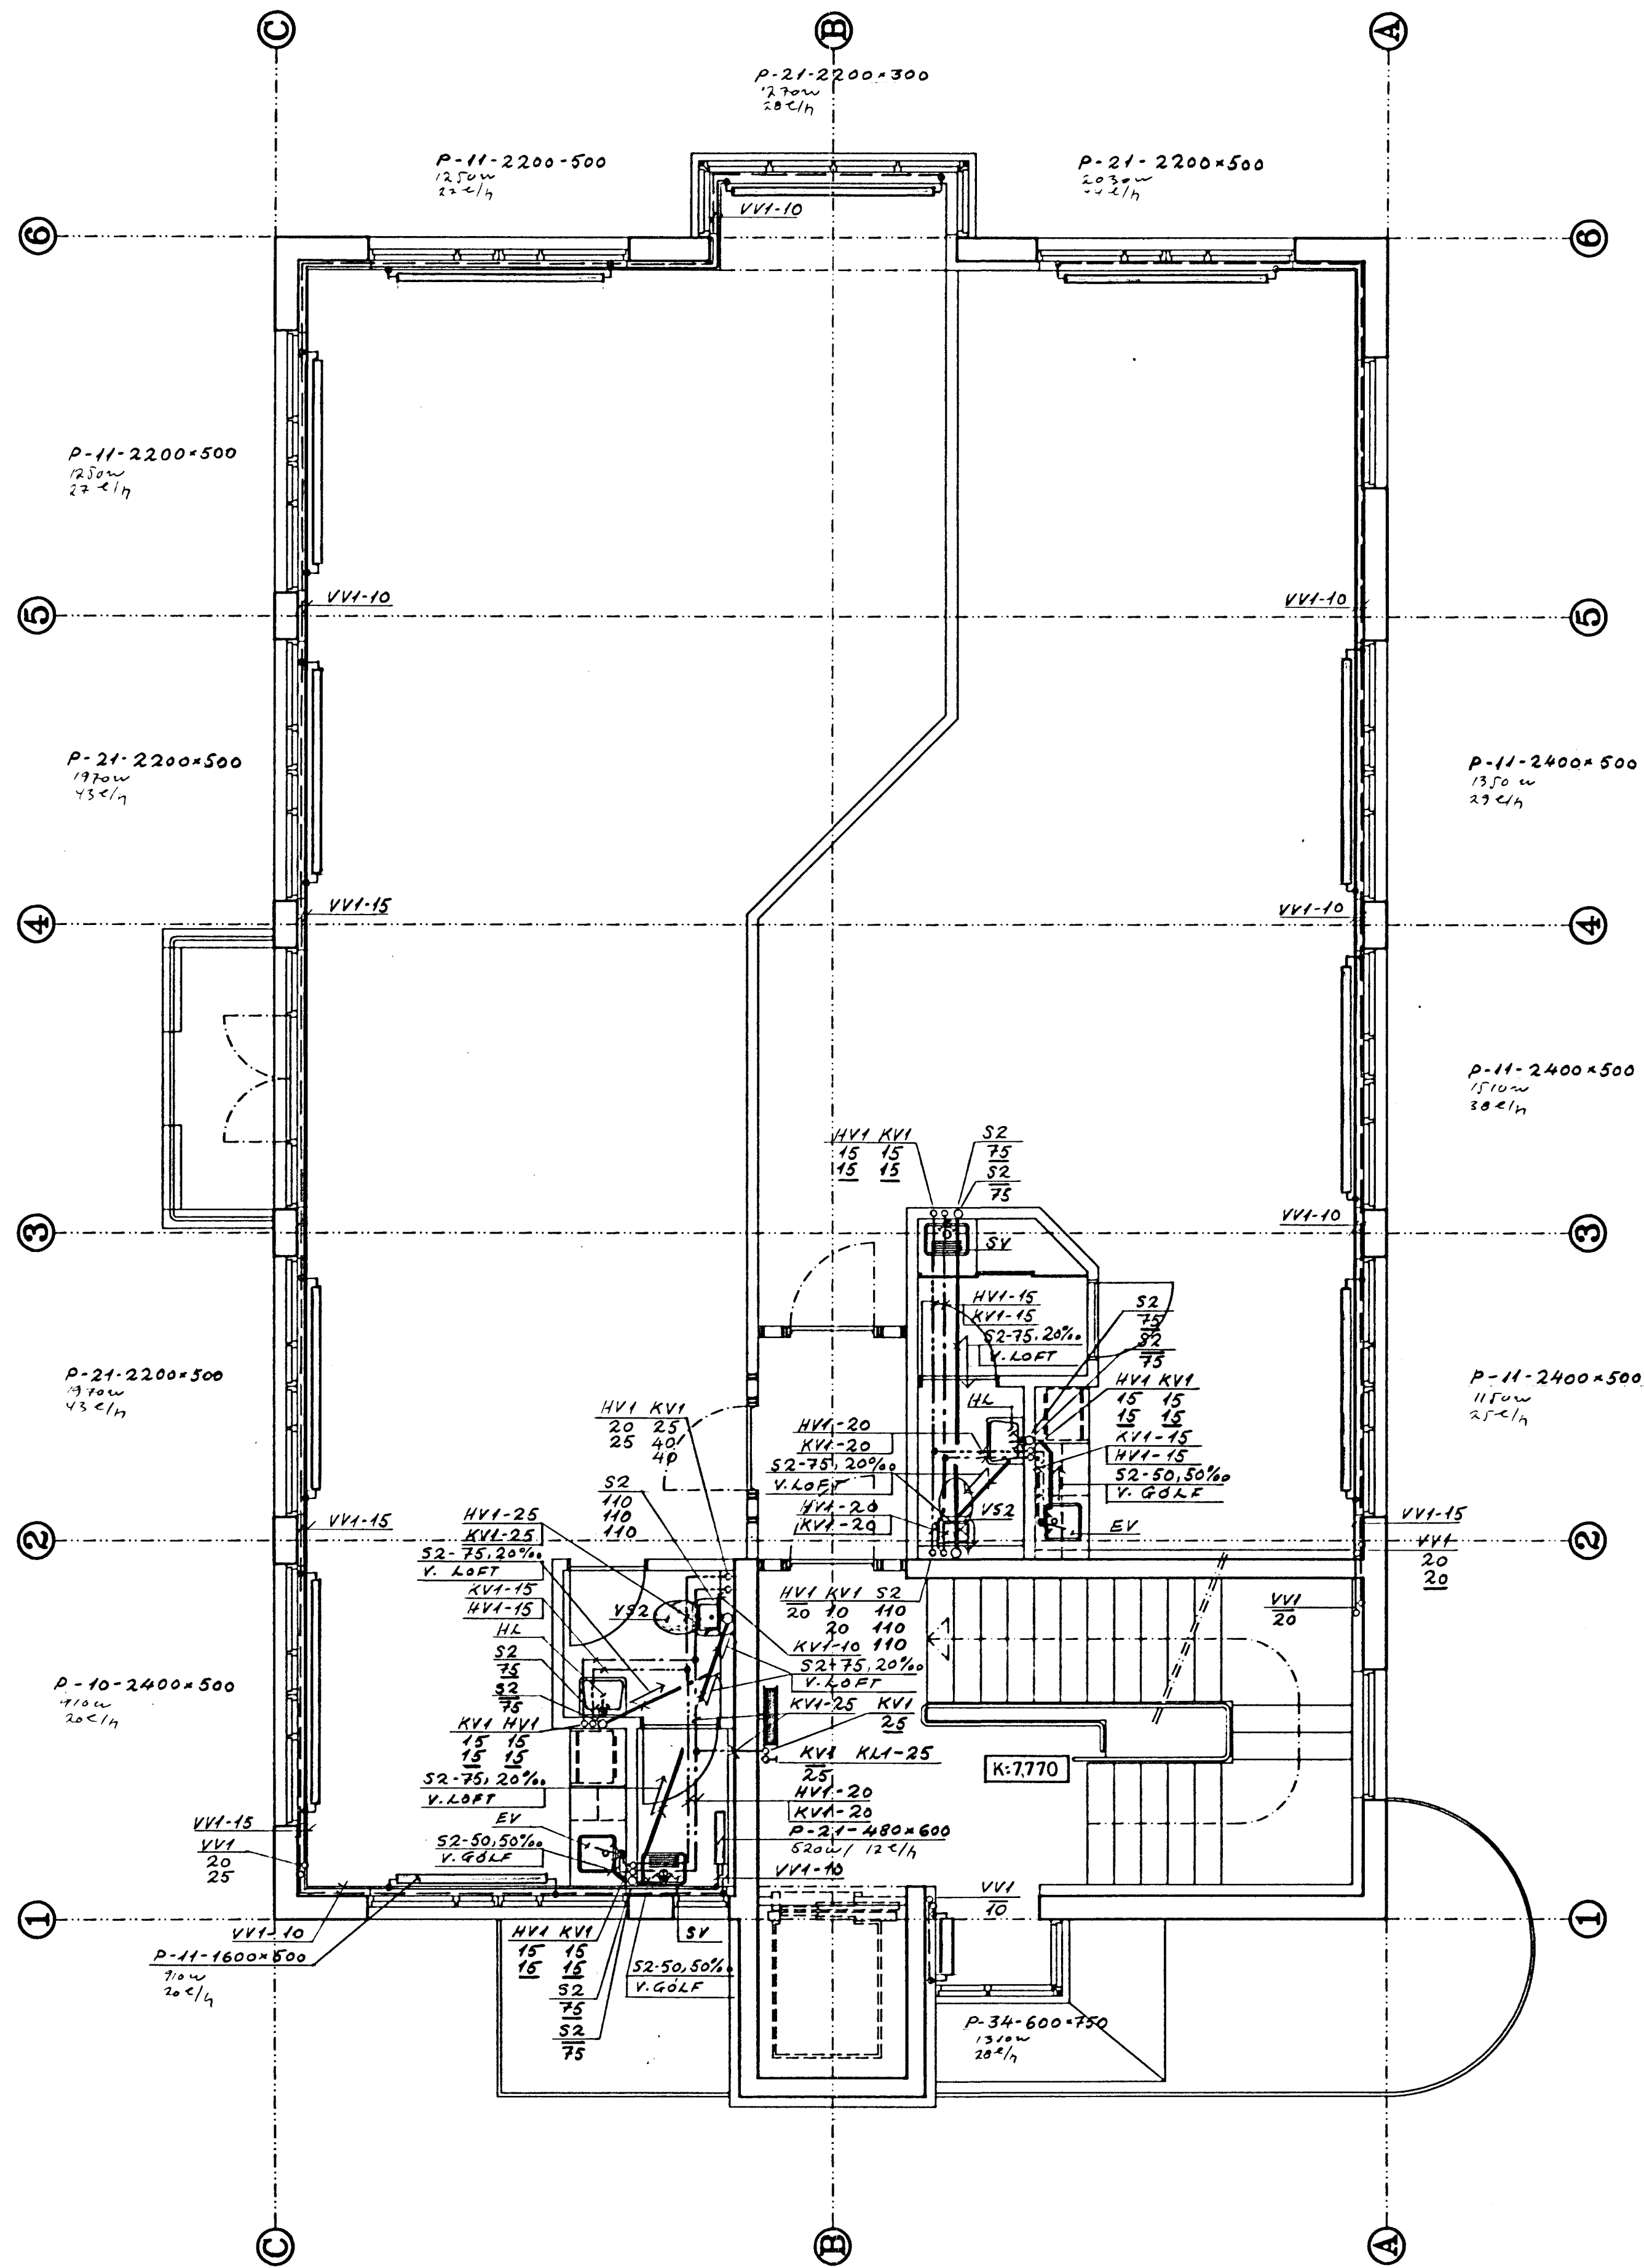 C
B
A
P-21-2200×300
1270w
28 l/h
P-11-2200-500
1250w
P-21-2200×500
2030w
44 l/h
VV1-10
6
6
P-11-2200×500
1250w
27 l/h
VV1-10
VV1-10
5
5
P-21-2200×500
1970w
43 l/h
P-11-2400×500
1350w
29 l/h
VV1-15
VV1-10
4
4
P-11-2400×500
1510w
38 l/h
HV1 KV1
15 15
15 15
S2
75
S2
75
VV1-10
3
3
SV
HV1-15
KV1-15
S2-75.20‰
V.LOFT
S2
75
S2
75
P-21-2200×500
1970w
43 l/h
P-11-2400×500
1150w
25 l/h
HV1 KV1
15 15
15 15
HL
HV1 KV1
20 25
25 40
40
HV1-20
KV1-20
KV1-15
HV1-15
S2-75,20‰
V.LOFT
S2-50,50‰
V. GÓLF
S2
110
110
110
HV1-20
KV1-20
VS2
EV
HV1-25
KV1-25
VV1-15
VV1-15
VV1
20
20
2
2
S2-75,20‰
V. LOFT
KV1-15
HV1-15
HV1 KV1 S2
20 10 110
20 110
110
VV1
20
VS2
HL
KV1-10
S2-75,20‰
V.LOFT
S2
75
S2
75
P-10-2400×500
910w
20 l/h
KV1-25
KV1
25
KV1 HV1
15 15
15 15
KV1 KL1-25
25
K:7,770
S2-75,20‰
V.LOFT
HV1-20
KV1-20
P-21-480×600
520w/ 12 l/h
VV1-15
VV1
20
25
EV
S2-50,50‰
V.GÓLF
VV1-10
VV1
10
1
1
VV1-10
P-11-1600×500
910w
20 l/h
HV1 KV1
15 15
15 15
SV
S2-50,50‰
V.GÓLF
S2
75
S2
75
P-34-600×750
1310w
28 l/h
C
B
A